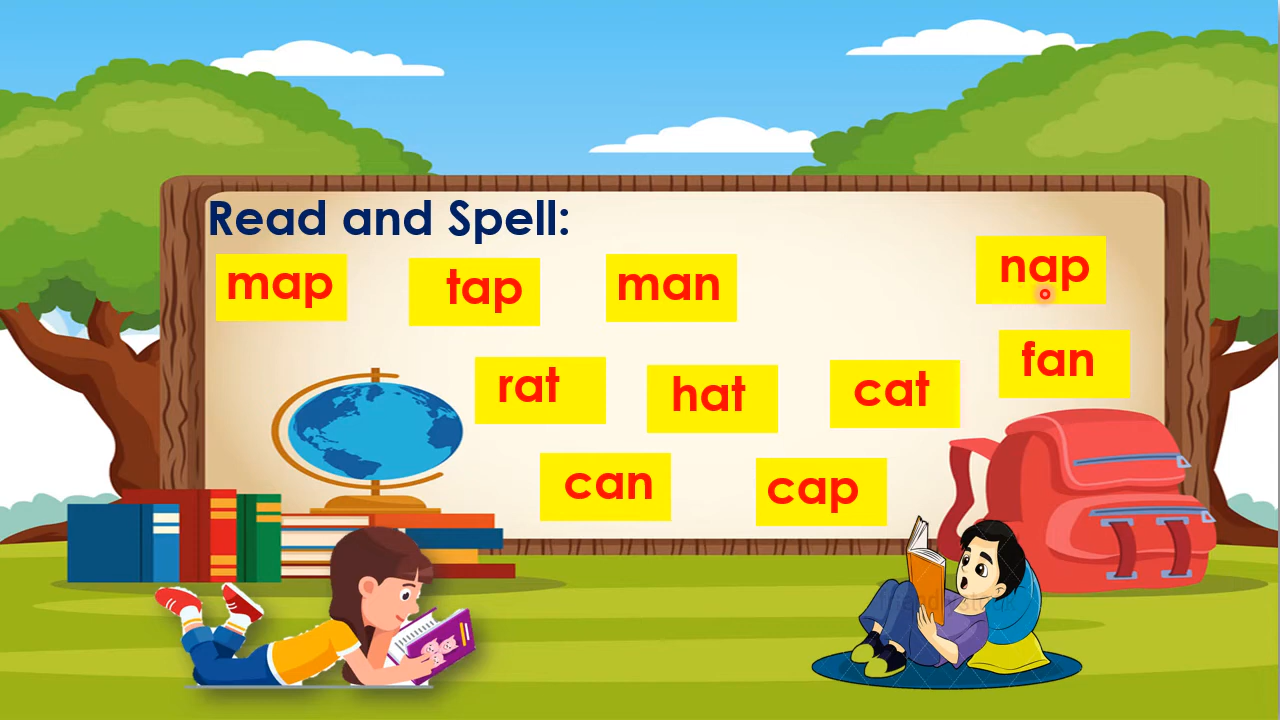 Read and Spell:
map tap man nap
rat hat cat fan
can cap